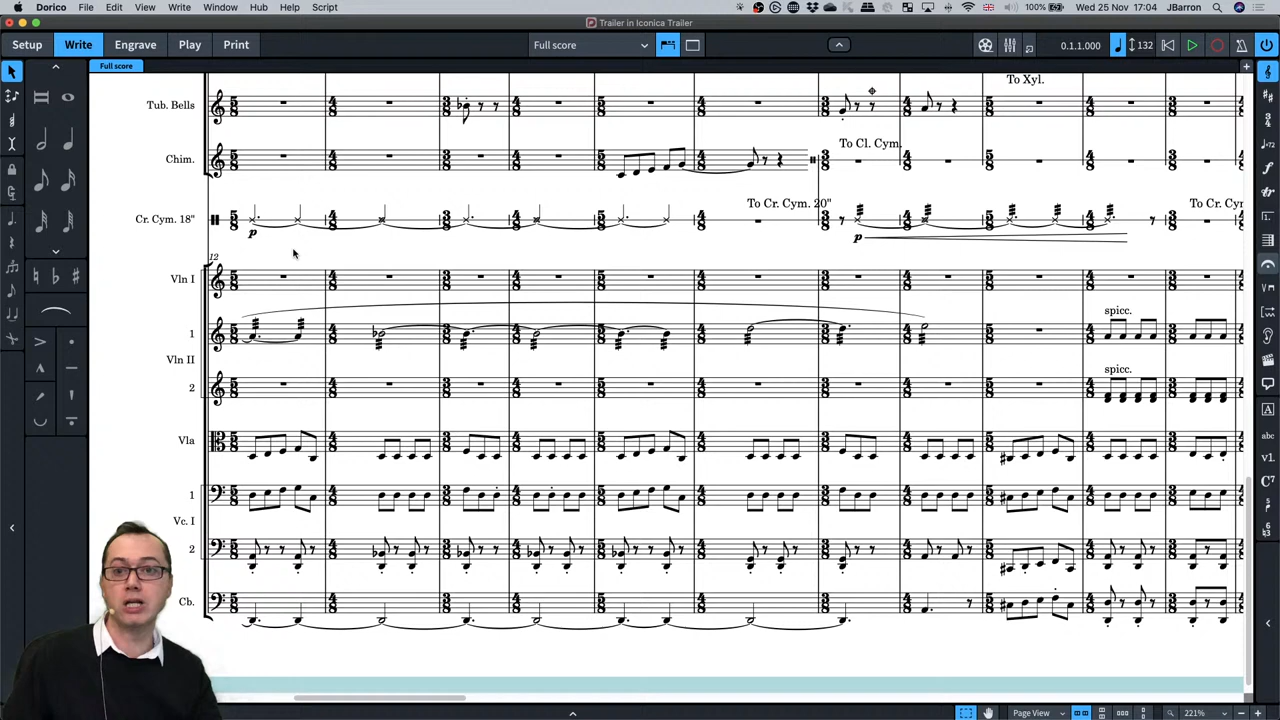 Dorico File Edit View Write Window Hub Help Script 100% Wed 25 Nov 17:04 JBarron
Trailer in Iconica Trailer
Setup Write Engrave Play Print Full score 0.1.1.000 132
Full score
To Xyl.
Tub. Bells
To Cl. Cym.
Chim.
To Cr. Cym. 20"
Cr. Cym. 18"
p
p
12
Vln I
1
spicc.
Vln II
spicc.
2
Vla
1
Vc. I
2
Cb.
Page View 221%